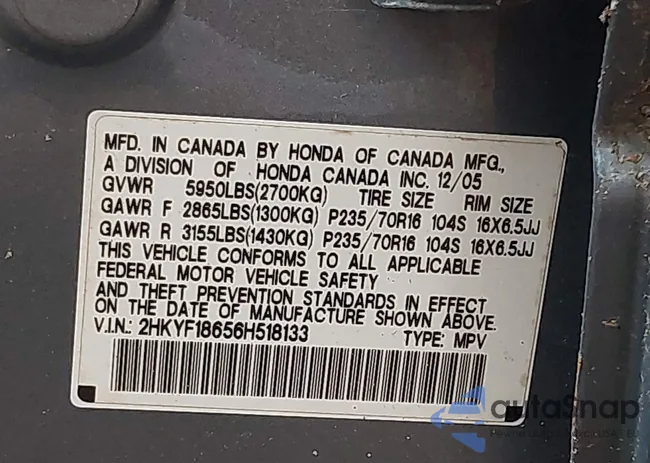 MFD. IN CANADA BY HONDA OF CANADA MFG.,
A DIVISION OF HONDA CANADA INC. 12/05
GVWR 5950LBS(2700KG) TIRE SIZE RIM SIZE
GAWR F 2865LBS(1300KG) P235/70R16 104S 16X6.5JJ
GAWR R 3155LBS(1430KG) P235/70R16 104S 16X6.5JJ
THIS VEHICLE CONFORMS TO ALL APPLICABLE
FEDERAL MOTOR VEHICLE SAFETY
AND THEFT PREVENTION STANDARDS IN EFFECT
ON THE DATE OF MANUFACTURE SHOWN ABOVE.
V.I.N.: 2HKYF18656H518133 TYPE: MPV
autaSnap